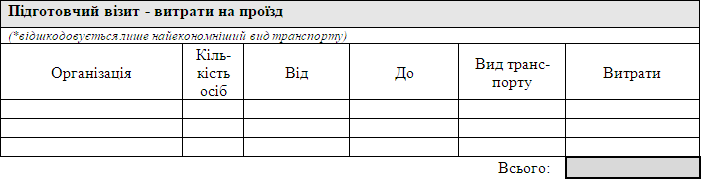 Підготовчий візит - витрати на проїзд
(*відшкодовується лише найекономніший вид транспорту)
Організація
Кіль-
кість
осіб
Від
До
Вид транс-
порту
Витрати
Всього: